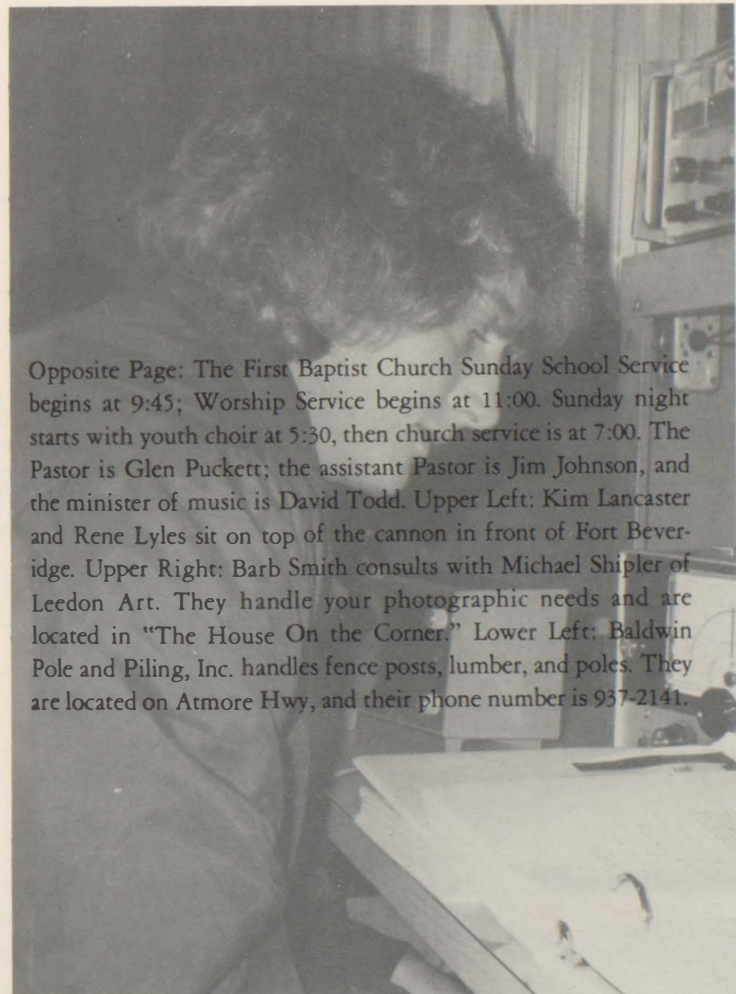 Opposite Page: The First Baptist Church Sunday School Service
begins at 9:45; Worship Service begins at 11:00. Sunday night
starts with youth choir at 5:30, then church service is at 7:00. The
Pastor is Glen Puckett; the assistant Pastor is Jim Johnson, and
the minister of music is David Todd. Upper Left: Kim Lancaster
and Rene Lyles sit on top of the cannon in front of Fort Bever-
idge. Upper Right: Barb Smith consults with Michael Shipler of
Leedon Art. They handle your photographic needs and are
located in "The House On the Corner." Lower Left: Baldwin
Pole and Piling, Inc. handles fence posts, lumber, and poles. They
are located on Atmore Hwy, and their phone number is 937-2141.